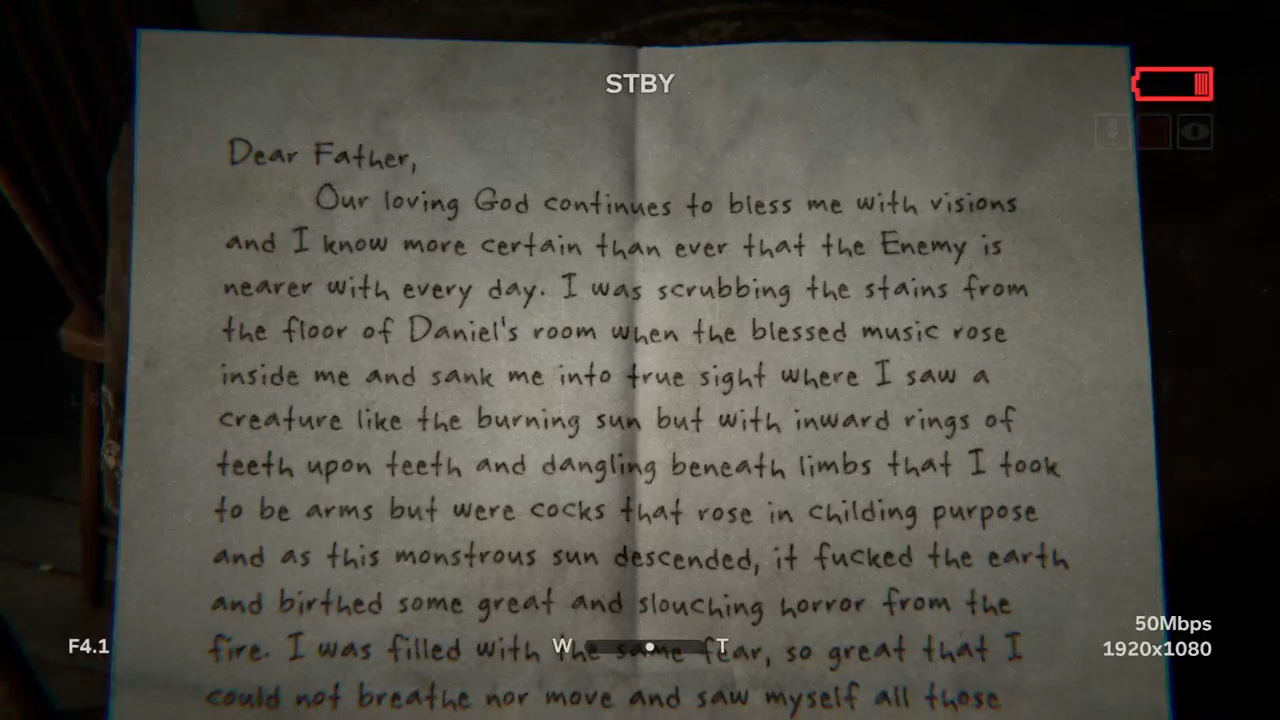 STBY
Dear Father,
Our loving God continues to bless me with visions
and I know more certain than ever that the Enemy is
nearer with every day. I was scrubbing the stains from
the floor of Daniel's room when the blessed music rose
inside me and sank me into true sight where I saw a
creature like the burning sun but with inward rings of
teeth upon teeth and dangling beneath limbs that I took
to be arms but were cocks that rose in childing purpose
and as this monstrous sun descended, it fucked the earth
and birthed some great and slouching horror from the
fire. I was filled with the same fear, so great that I
could not breathe nor move and saw myself all those
F4.1
W T
50Mbps
1920x1080